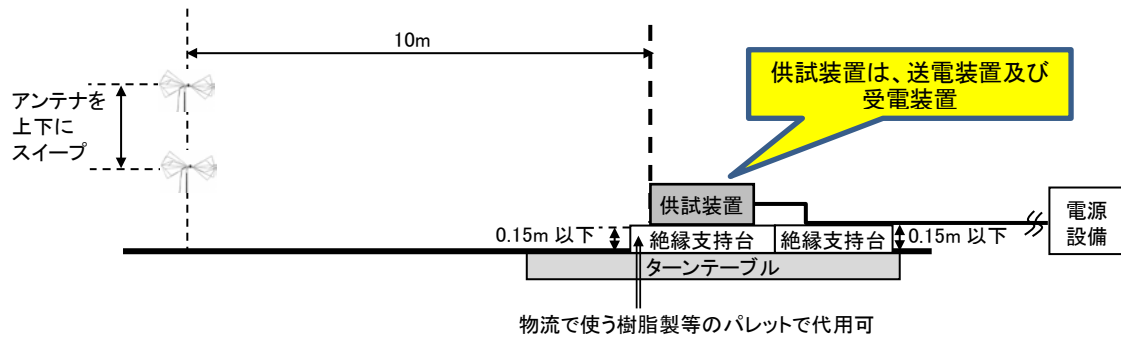 10m
供試装置は、送電装置及び
受電装置
アンテナを
上下に
スイープ
供試装置
電源
設備
0.15m 以下
絶縁支持台
絶縁支持台
0.15m 以下
ターンテーブル
物流で使う樹脂製等のパレットで代用可